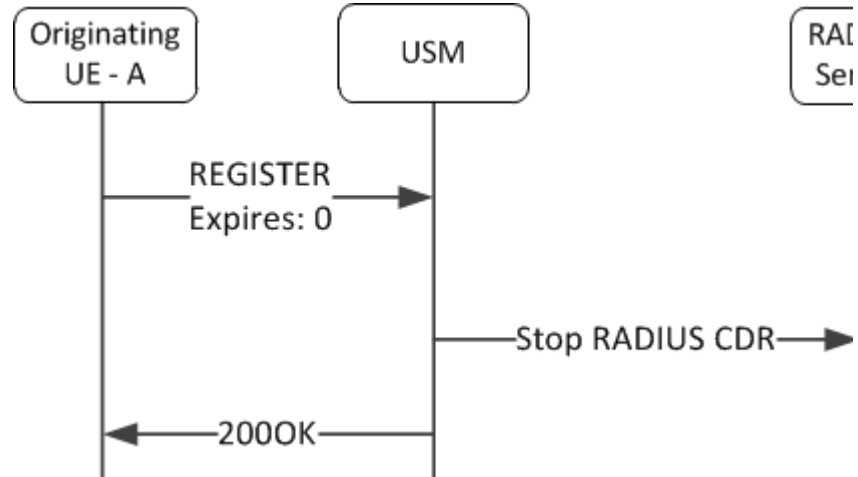 Originating
UE - A
USM
REGISTER
Expires: 0
Stop RADIUS CDR
200OK